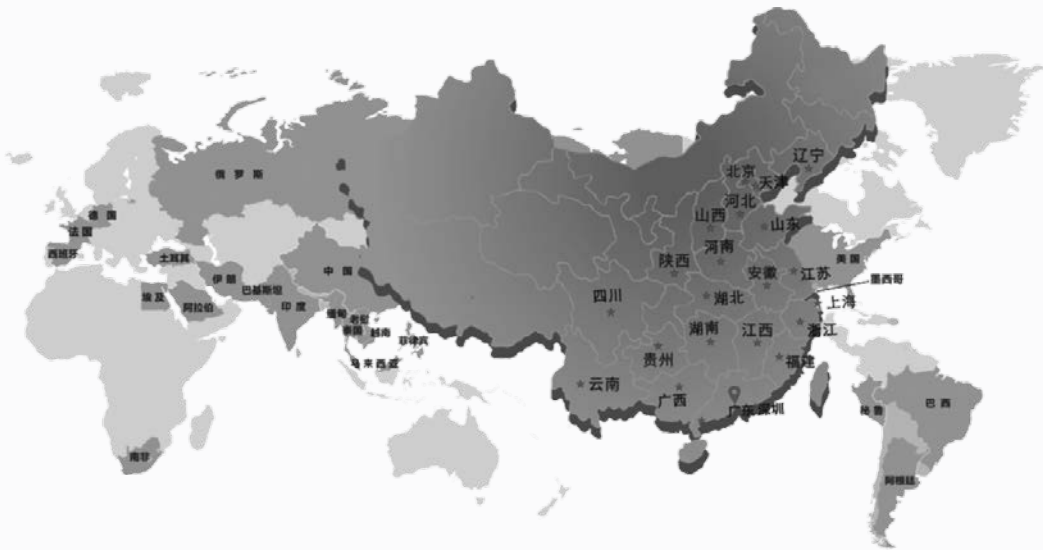 俄罗斯
德国
法国
西班牙
土耳其
伊朗
中国
埃及
阿拉伯
巴基斯坦
印度
缅甸
老挝
泰国
越南
菲律宾
马来西亚
南非
辽宁
北京
天津
河北
山西
山东
河南
陕西
安徽
江苏
四川
湖北
上海
湖南
江西
浙江
贵州
福建
云南
广西
广东深圳
美国
墨西哥
秘鲁
巴西
阿根廷